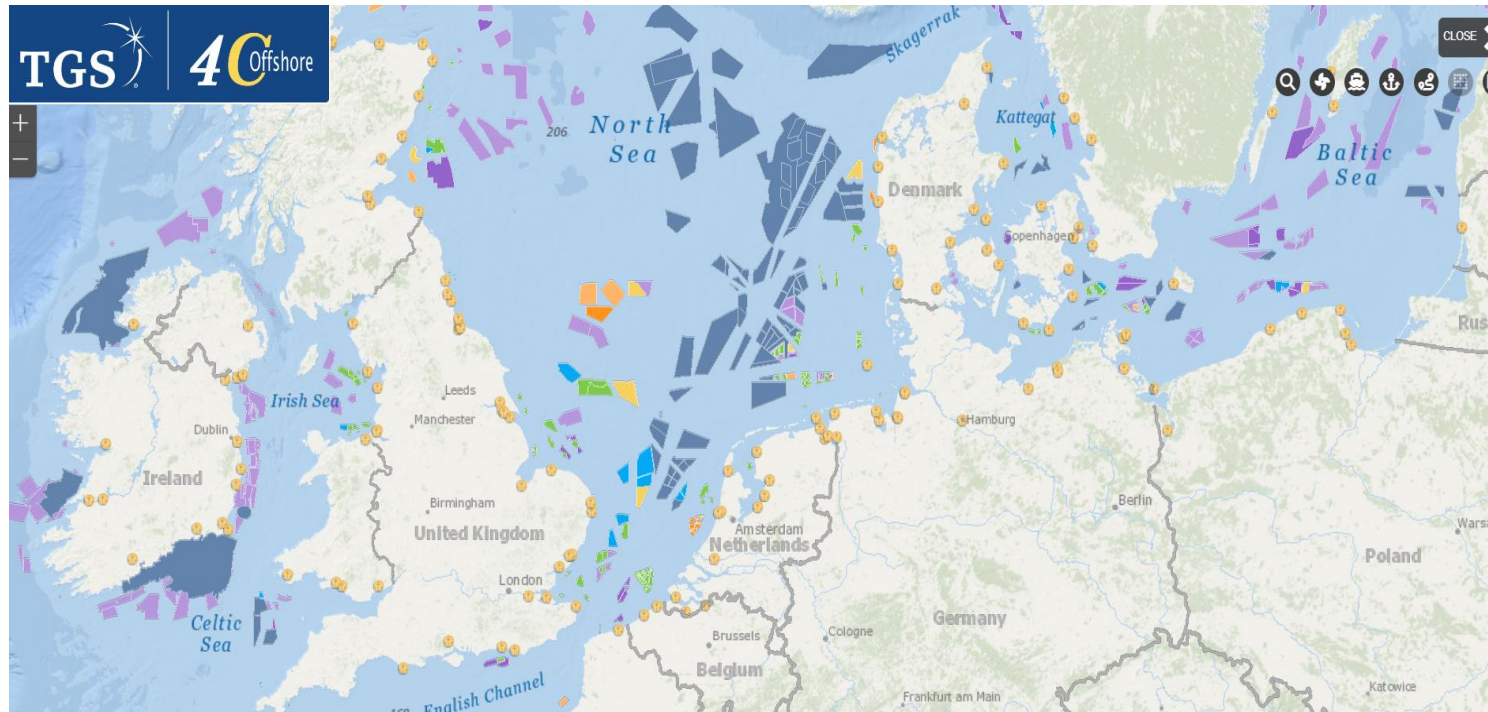 TGS
4C Offshore
CLOSE
+
−
206
North
Sea
Skagerrak
Kattegat
Baltic
Sea
Denmark
Copenhagen
Rus
Leeds
Manchester
Irish Sea
Dublin
Ireland
Hamburg
Birmingham
United Kingdom
Amsterdam
Netherlands
Berlin
Warsa
Poland
London
Celtic
Sea
Germany
Cologne
Brussels
Belgium
English Channel
Frankfurt am Main
Katowice